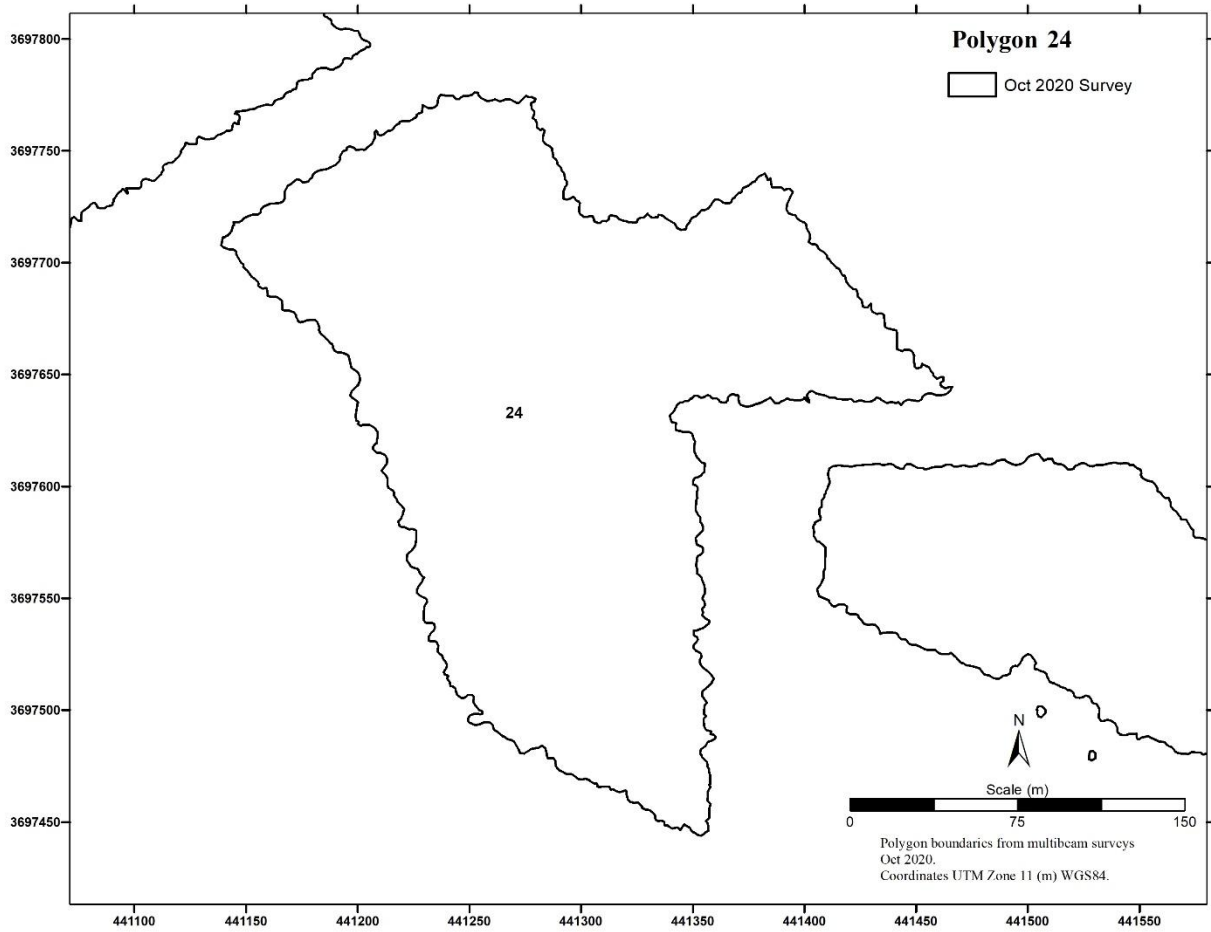 Polygon 24
Oct 2020 Survey
3697800
3697750
3697700
3697650
3697600
3697550
3697500
3697450
24
N
Scale (m)
0 75 150
Polygon boundarics from multibcam surveys
Oct 2020.
Coordinates UTM Zone 11 (m) WGS84.
441100 441150 441200 441250 441300 441350 441400 441450 441500 441550